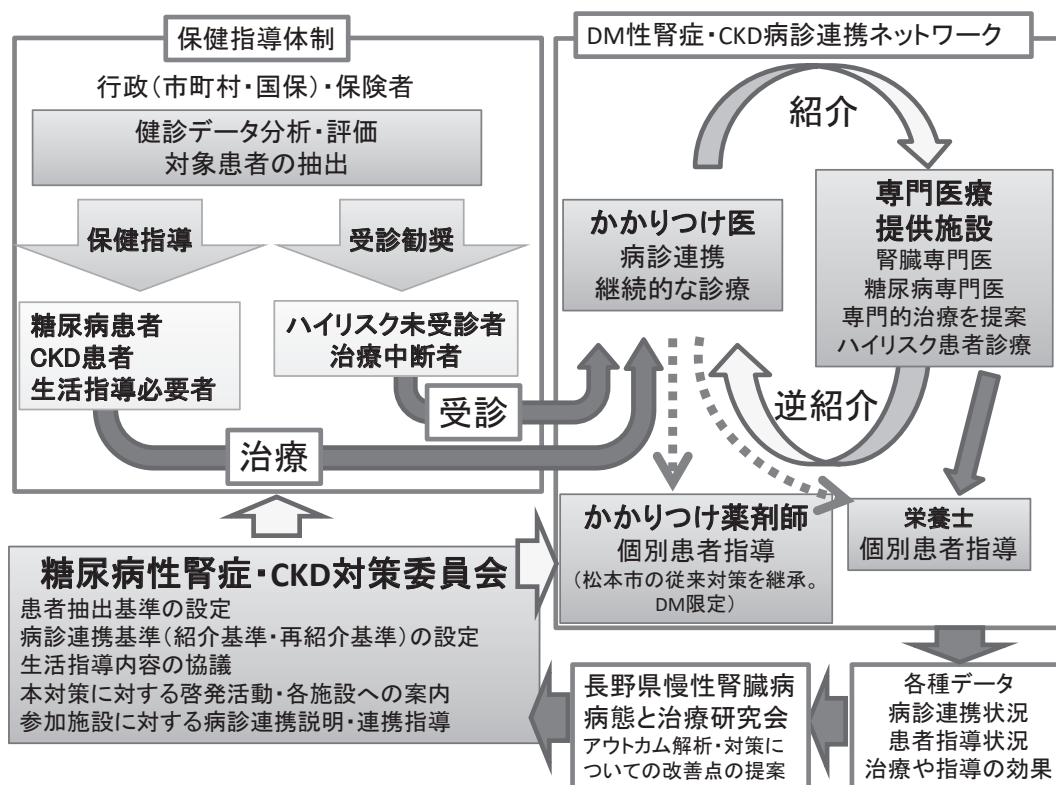 保健指導体制
行政(市町村・国保)・保険者
健診データ分析・評価
対象患者の抽出
保健指導
受診勧奨
糖尿病患者
CKD患者
生活指導必要者
ハイリスク未受診者
治療中断者
受診
治療
DM性腎症・CKD病診連携ネットワーク
紹介
かかりつけ医
病診連携
継続的な診療
専門医療
提供施設
腎臓専門医
糖尿病専門医
専門的治療を提案
ハイリスク患者診療
逆紹介
かかりつけ薬剤師
個別患者指導
(松本市の従来対策を継承。
DM限定)
栄養士
個別患者指導
糖尿病性腎症・CKD対策委員会
患者抽出基準の設定
病診連携基準(紹介基準・再紹介基準)の設定
生活指導内容の協議
本対策に対する啓発活動・各施設への案内
参加施設に対する病診連携説明・連携指導
長野県慢性腎臓病
病態と治療研究会
アウトカム解析・対策に
ついての改善点の提案
各種データ
病診連携状況
患者指導状況
治療や指導の効果